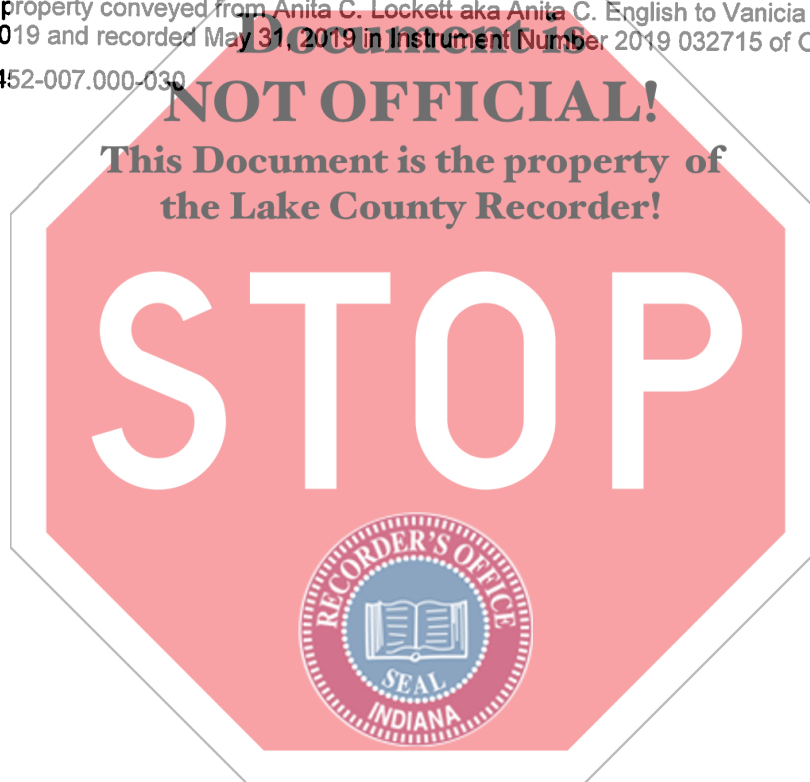 property conveyed from Anita C. Lockett aka Anita C. English to Vanicia
019 and recorded May 31, 2019 in Instrument Number 2019 032715 of
Document is
452-007.000-030
NOT OFFICIAL!
This Document is the property of
the Lake County Recorder!
STOP
RECORDER'S OFFICE
SEAL
INDIANA